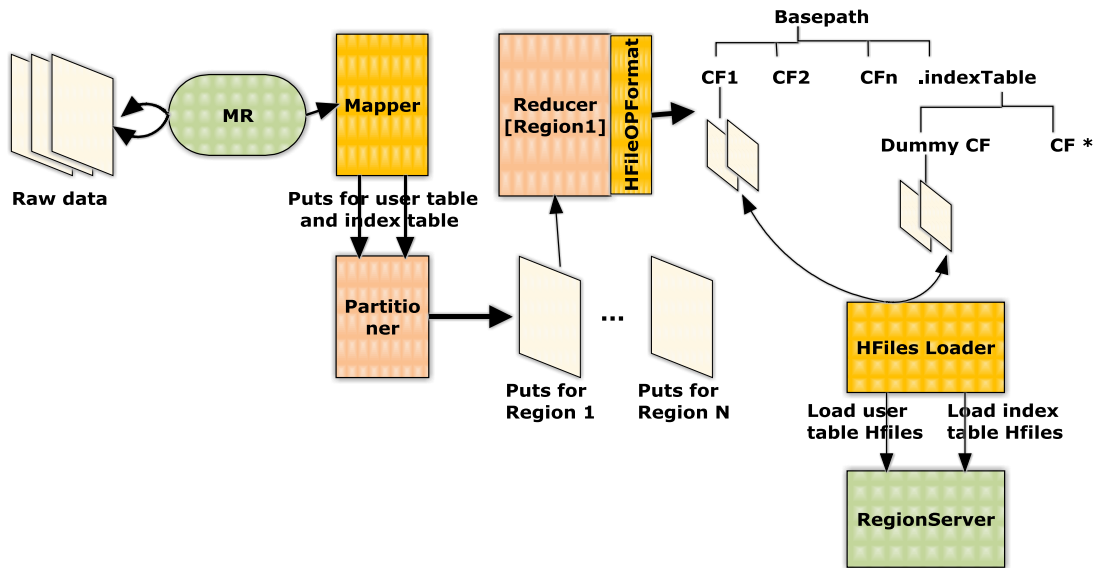 Basepath
CF1
CF2
CFn
.indexTable
Dummy CF
CF *
Raw data
MR
Mapper
Reducer
[Region1]
HFileOPFormat
Puts for user table
and index table
Partitio
ner
...
Puts for
Region 1
Puts for
Region N
HFiles Loader
Load user
table Hfiles
Load index
table Hfiles
RegionServer